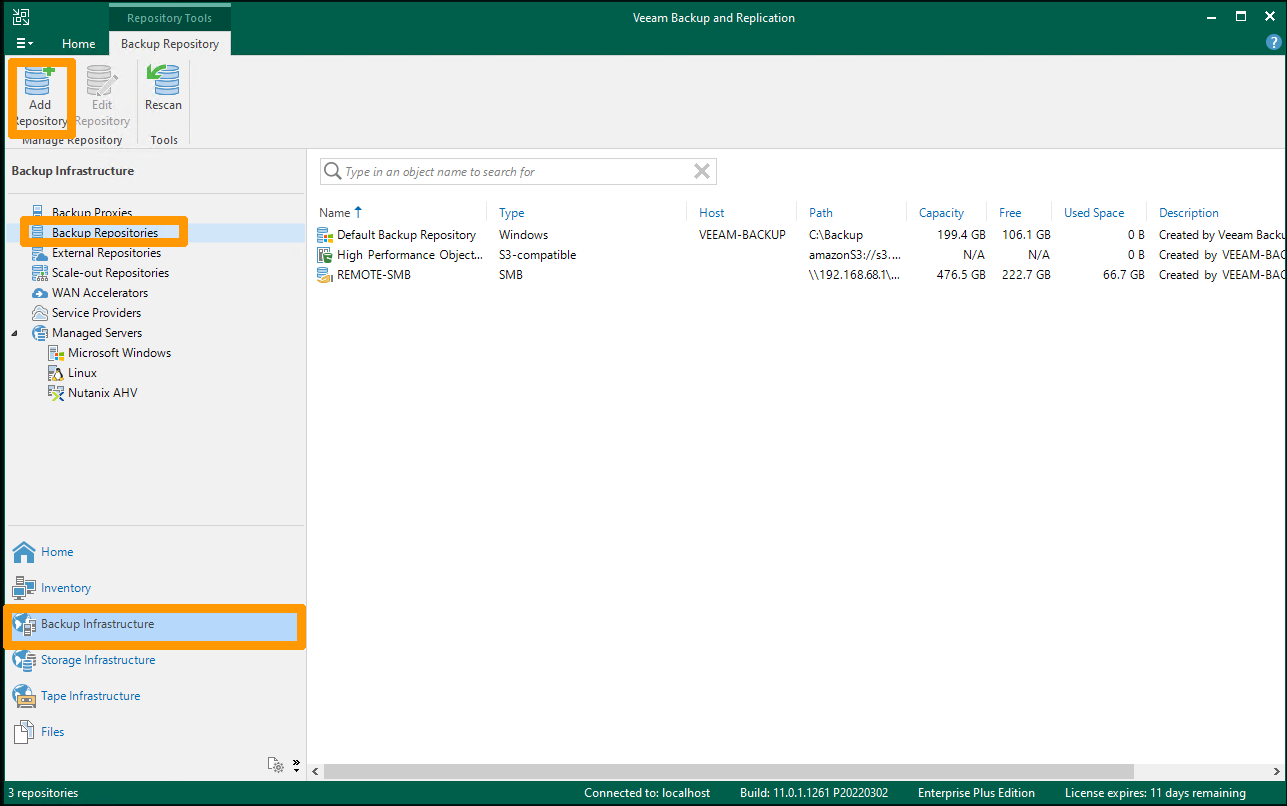 Repository Tools
Veeam Backup and Replication
Home
Backup Repository
?
Add Repository
Edit Repository
Rescan
Manage Repository
Tools
Backup Infrastructure
Backup Proxies
Backup Repositories
External Repositories
Scale-out Repositories
WAN Accelerators
Service Providers
Managed Servers
Microsoft Windows
Linux
Nutanix AHV
Home
Inventory
Backup Infrastructure
Storage Infrastructure
Tape Infrastructure
Files
Type in an object name to search for
Name Type Host Path Capacity Free Used Space Description
Default Backup Repository Windows VEEAM-BACKUP C:\Backup 199.4 GB 106.1 GB 0 B Created by Veeam Backu
High Performance Object... S3-compatible amazonS3://s3.... N/A N/A 0 B Created by VEEAM-BAC
REMOTE-SMB SMB \\192.168.68.1\... 476.5 GB 222.7 GB 66.7 GB Created by VEEAM-BAC
3 repositories
Connected to: localhost
Build: 11.0.1.1261 P20220302
Enterprise Plus Edition
License expires: 11 days remaining